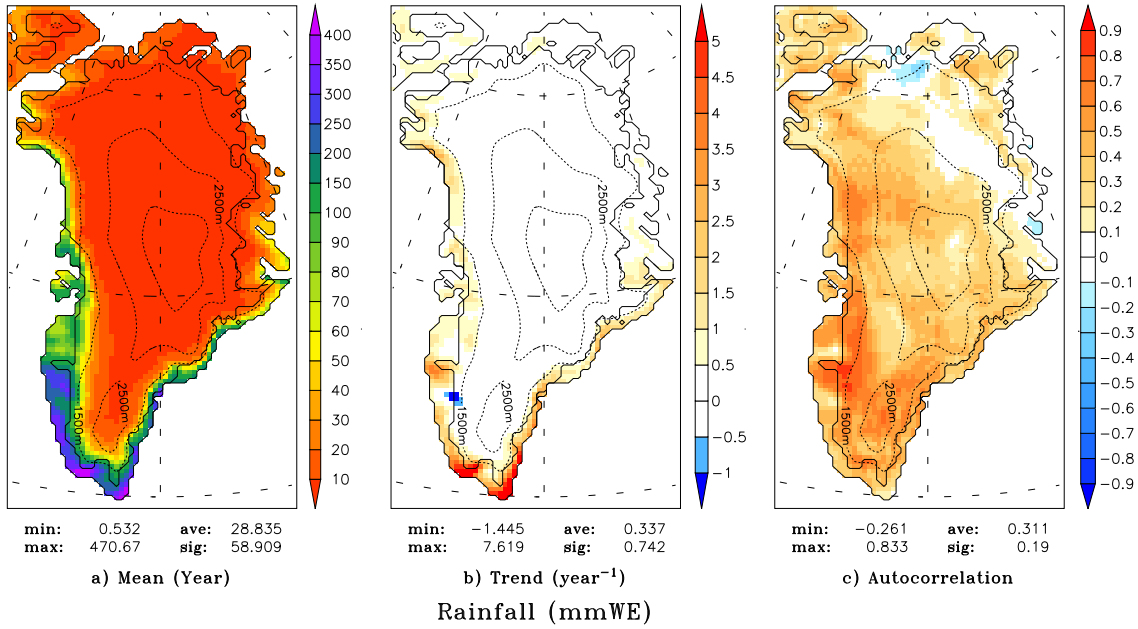 400
350
300
250
200
150
100
90
80
70
60
50
40
30
20
10
2500m
2500m
1500m
min: 0.532 ave: 28.835
max: 470.67 sig: 58.909
a) Mean (Year)
5
4.5
4
3.5
3
2.5
2
1.5
1
0.5
0
−0.5
−1
2500m
2500m
1500m
min: −1.445 ave: 0.337
max: 7.619 sig: 0.742
b) Trend (year⁻¹)
0.9
0.8
0.7
0.6
0.5
0.4
0.3
0.2
0.1
0
−0.1
−0.2
−0.3
−0.4
−0.5
−0.6
−0.7
−0.8
−0.9
2500m
2500m
1500m
min: −0.261 ave: 0.311
max: 0.833 sig: 0.19
c) Autocorrelation
Rainfall (mmWE)